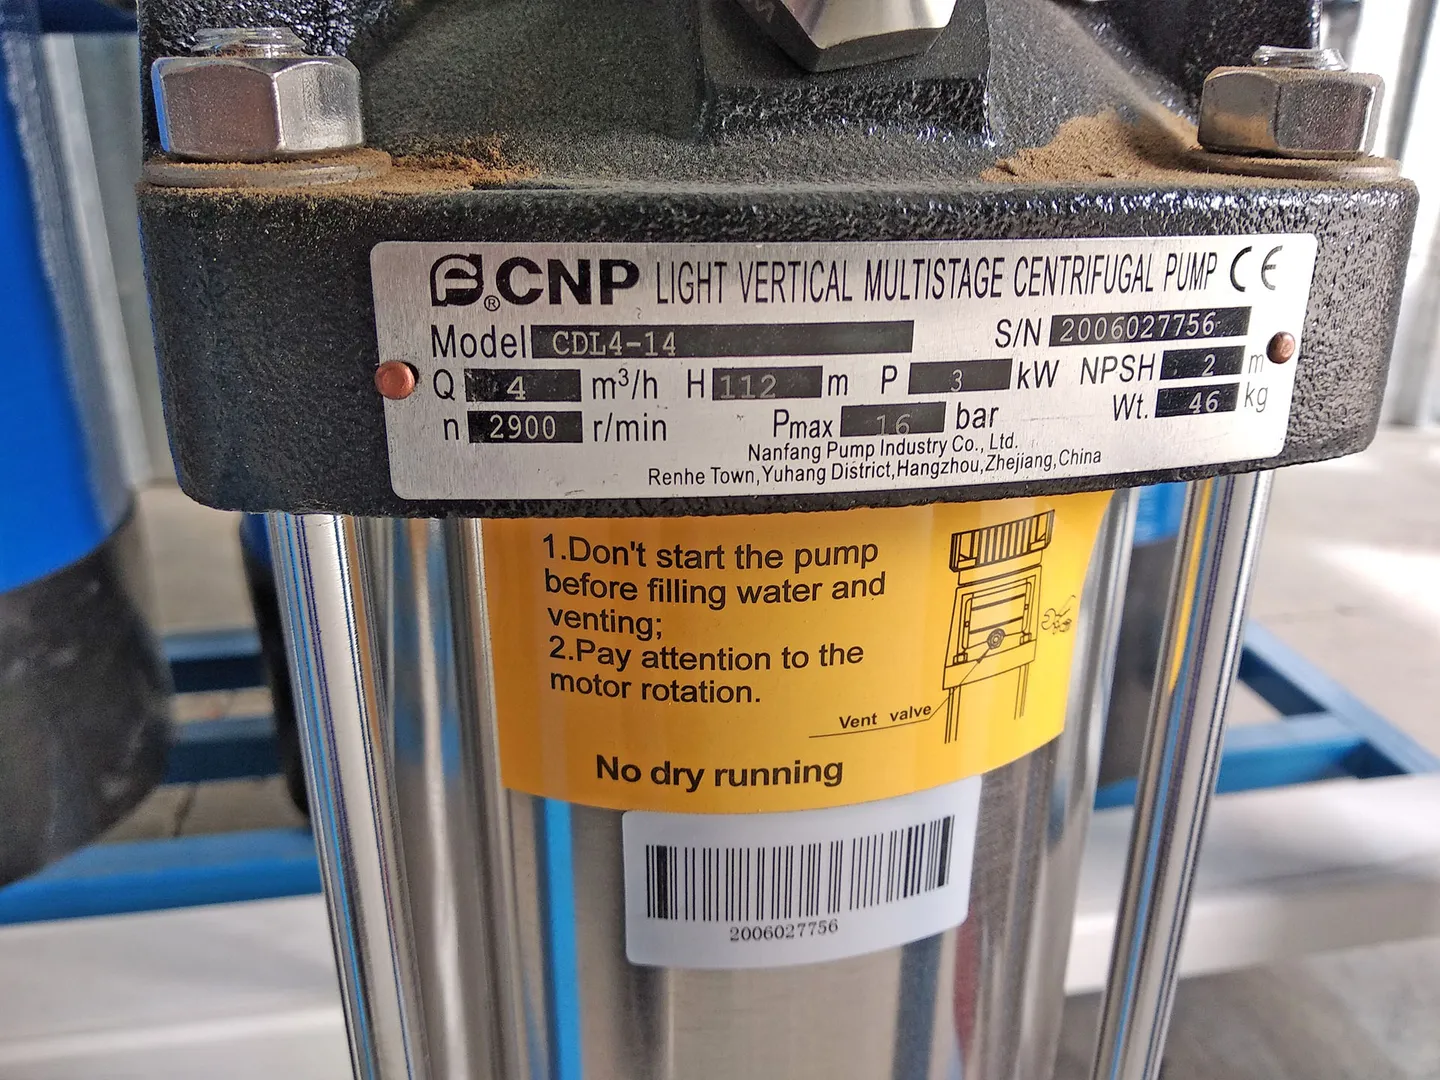 ® CNP LIGHT VERTICAL MULTISTAGE CENTRIFUGAL PUMP CE
Model CDL4-14 S/N 2006027756
Q 4 m³/h H 112 m P 3 kW NPSH 2 m
n 2900 r/min Pmax 16 bar Wt. 46 kg
Nanfang Pump Industry Co., Ltd.
Renhe Town,Yuhang District,Hangzhou,Zhejiang,China
1.Don't start the pump
before filling water and
venting;
2.Pay attention to the
motor rotation.
Vent valve
No dry running
2006027756